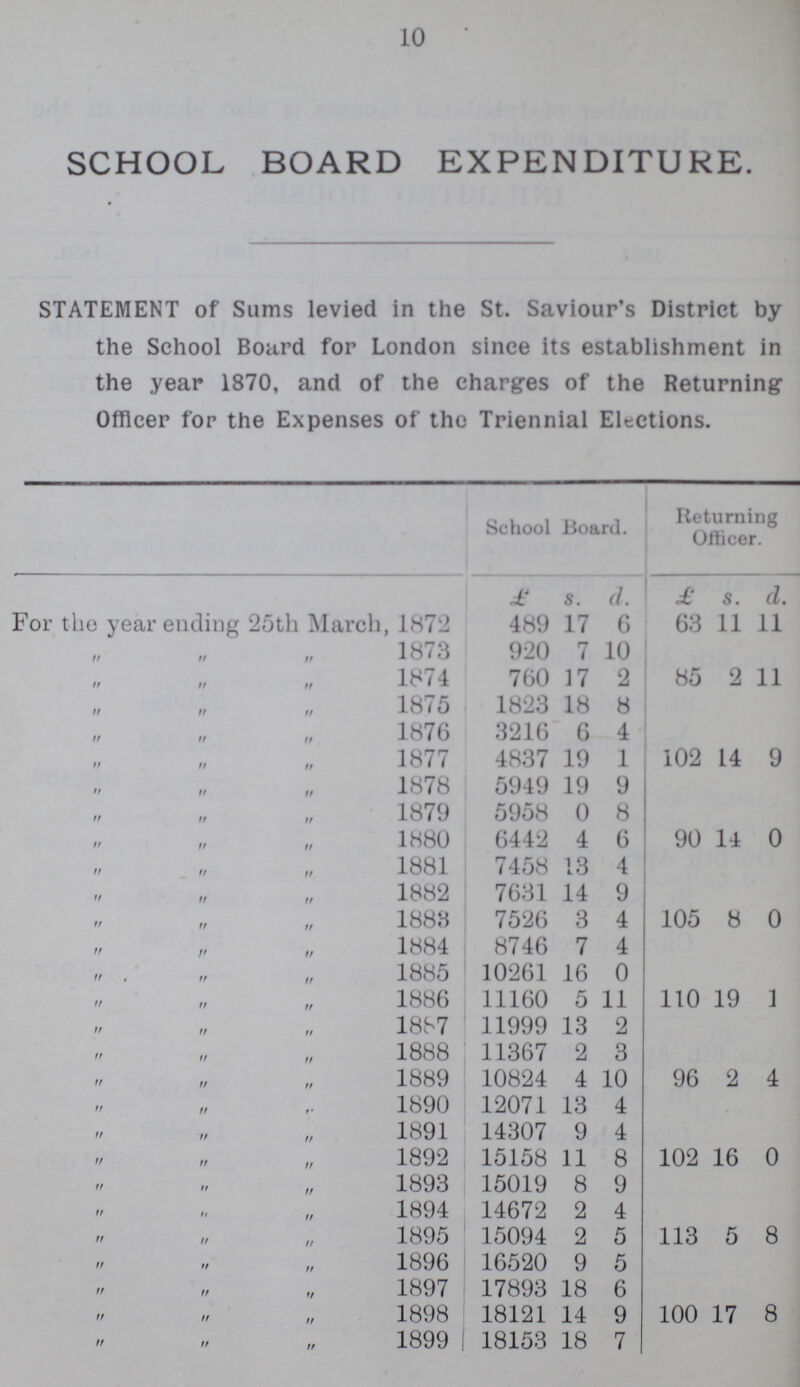 10
SCHOOL BOARD EXPENDITURE.
STATEMENT of Sums levied in the St. Saviour's District by
the School Board for London since its establishment in
the year 1870, and of the charges of the Returning
Officer for the Expenses of the Triennial Elections.
School Board. Returning
Officer.
£ s. d. £ s. d.
For the year ending 25th March, 1872 489 17 6 63 11 11
" " " 1873 920 7 10
" " " 1874 760 17 2 85 2 11
" " " 1875 1823 18 8
" " " 1876 3216 6 4
" " " 1877 4837 19 1 102 14 9
" " " 1878 5949 19 9
" " " 1879 5958 0 8
" " " 1880 6442 4 6 90 14 0
" " " 1881 7458 13 4
" " " 1882 7631 14 9
" " " 1883 7526 3 4 105 8 0
" " " 1884 8746 7 4
" " " 1885 10261 16 0
" " " 1886 11160 5 11 110 19 1
" " " 1887 11999 13 2
" " " 1888 11367 2 3
" " " 1889 10824 4 10 96 2 4
" " " 1890 12071 13 4
" " " 1891 14307 9 4
" " " 1892 15158 11 8 102 16 0
" " " 1893 15019 8 9
" " " 1894 14672 2 4
" " " 1895 15094 2 5 113 5 8
" " " 1896 16520 9 5
" " " 1897 17893 18 6
" " " 1898 18121 14 9 100 17 8
" " " 1899 18153 18 7